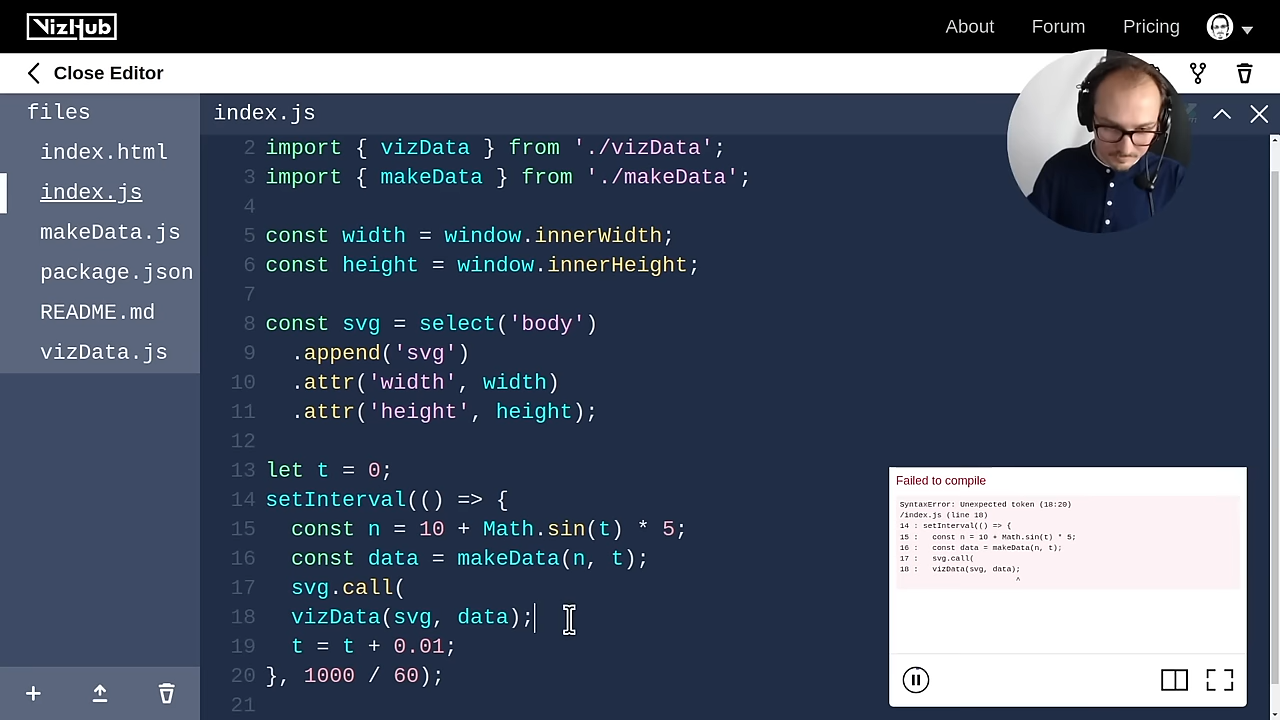 VizHub
About
Forum
Pricing
Close Editor
files
index.html
index.js
makeData.js
package.json
README.md
vizData.js
index.js
2 import { vizData } from './vizData';
3 import { makeData } from './makeData';
4
5 const width = window.innerWidth;
6 const height = window.innerHeight;
7
8 const svg = select('body')
9 .append('svg')
10 .attr('width', width)
11 .attr('height', height);
12
13 let t = 0;
14 setInterval(() => {
15 const n = 10 + Math.sin(t) * 5;
16 const data = makeData(n, t);
17 svg.call(
18 vizData(svg, data);
19 t = t + 0.01;
20 }, 1000 / 60);
21
Failed to compile
SyntaxError: Unexpected token (18:20)
/index.js (line 18)
14 : setInterval(() => {
15 : const n = 10 + Math.sin(t) * 5;
16 : const data = makeData(n, t);
17 : svg.call(
18 : vizData(svg, data);
^